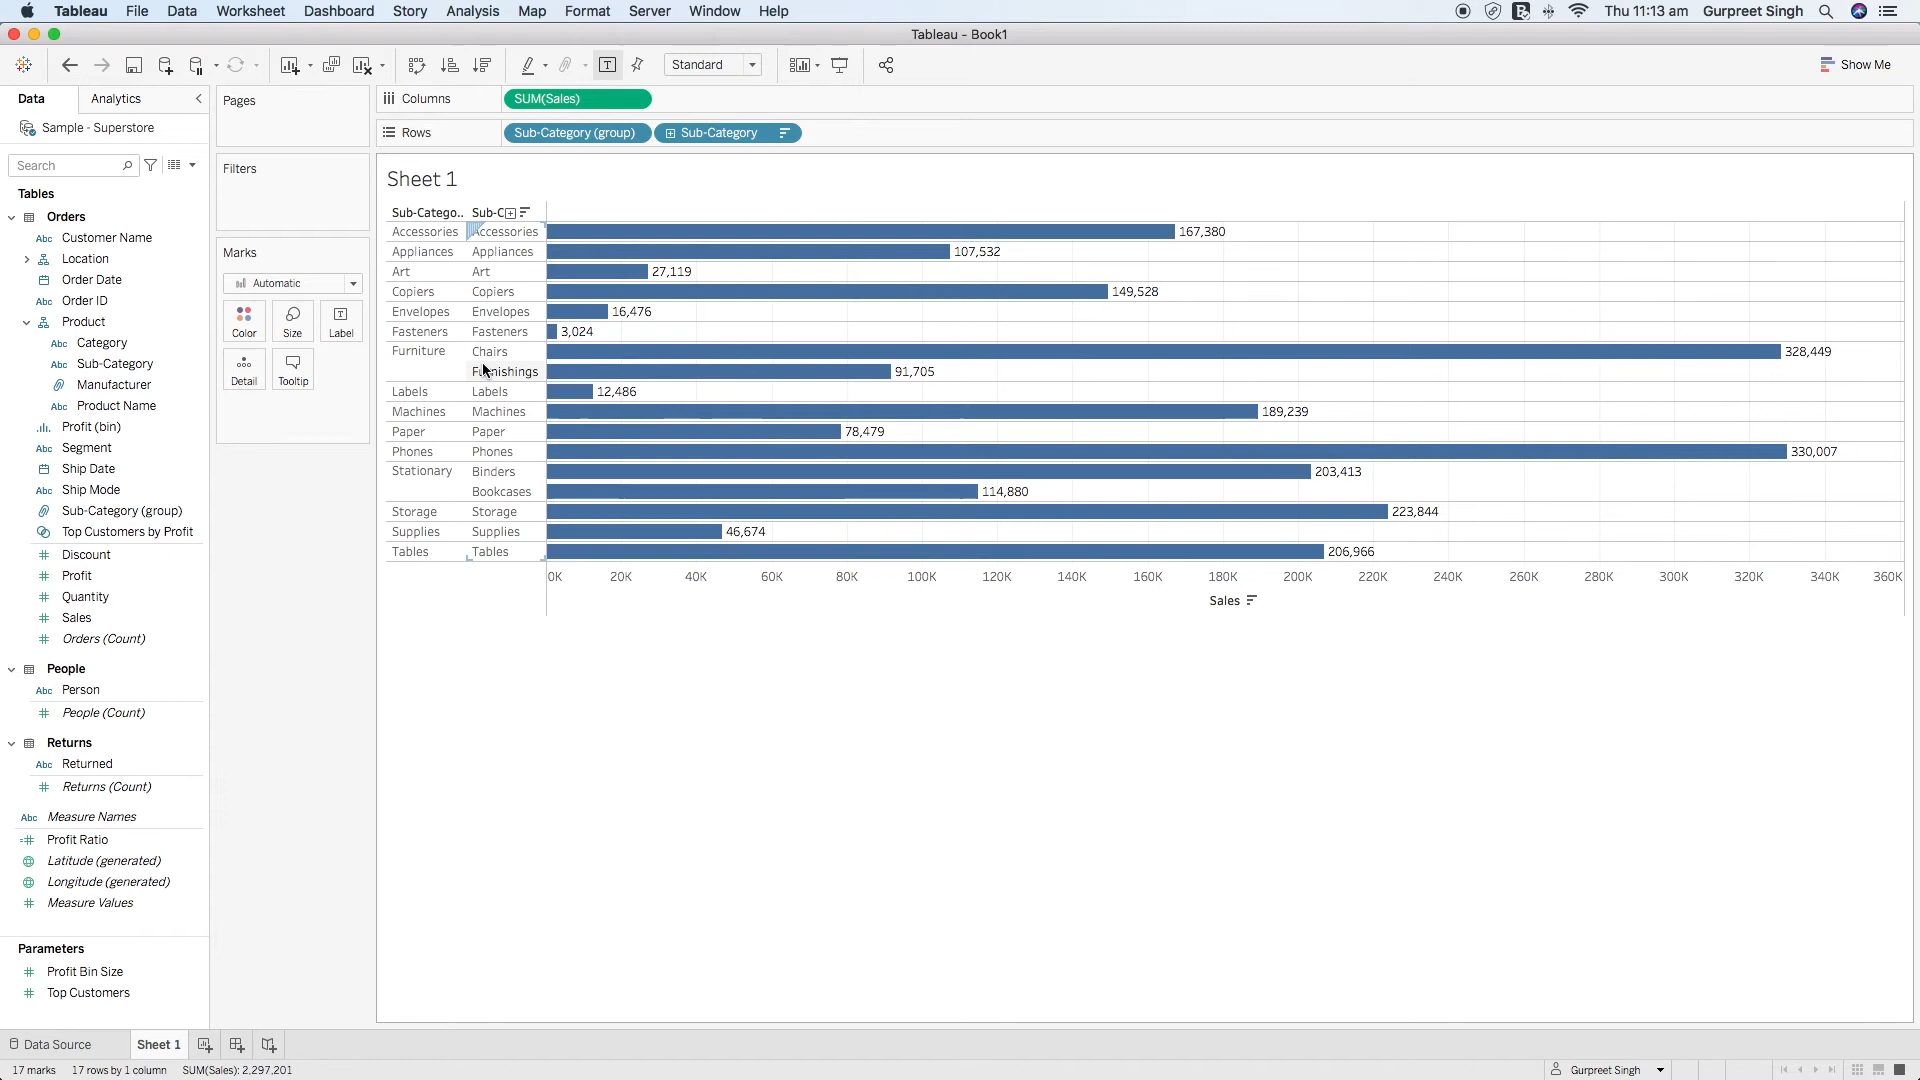 Tableau File Data Worksheet Dashboard Story Analysis Map Format Server Window Help Thu 11:13 am Gurpreet Singh
Tableau - Book1
Standard Show Me
Data Analytics
Sample - Superstore
Search
Tables
Orders
Abc Customer Name
Location
Order Date
Abc Order ID
Product
Abc Category
Abc Sub-Category
Manufacturer
Abc Product Name
Profit (bin)
Abc Segment
Ship Date
Abc Ship Mode
Sub-Category (group)
Top Customers by Profit
# Discount
# Profit
# Quantity
# Sales
# Orders (Count)
People
Abc Person
# People (Count)
Returns
Abc Returned
# Returns (Count)
Abc Measure Names
=# Profit Ratio
Latitude (generated)
Longitude (generated)
# Measure Values
Parameters
# Profit Bin Size
# Top Customers
Pages
Filters
Marks
Automatic
Color Size Label
Detail Tooltip
Columns SUM(Sales)
Rows Sub-Category (group) Sub-Category
Sheet 1
Sub-Catego.. Sub-C
Accessories Accessories 167,380
Appliances Appliances 107,532
Art Art 27,119
Copiers Copiers 149,528
Envelopes Envelopes 16,476
Fasteners Fasteners 3,024
Furniture Chairs 328,449
Furnishings 91,705
Labels Labels 12,486
Machines Machines 189,239
Paper Paper 78,479
Phones Phones 330,007
Stationary Binders 203,413
Bookcases 114,880
Storage Storage 223,844
Supplies Supplies 46,674
Tables Tables 206,966
0K 20K 40K 60K 80K 100K 120K 140K 160K 180K 200K 220K 240K 260K 280K 300K 320K 340K 360K
Sales
Data Source Sheet 1
17 marks 17 rows by 1 column SUM(Sales): 2,297,201 Gurpreet Singh